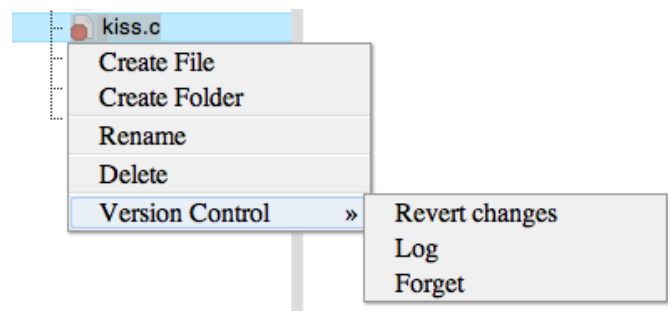 kiss.c
Create File
Create Folder
Rename
Delete
Version Control »
Revert changes
Log
Forget